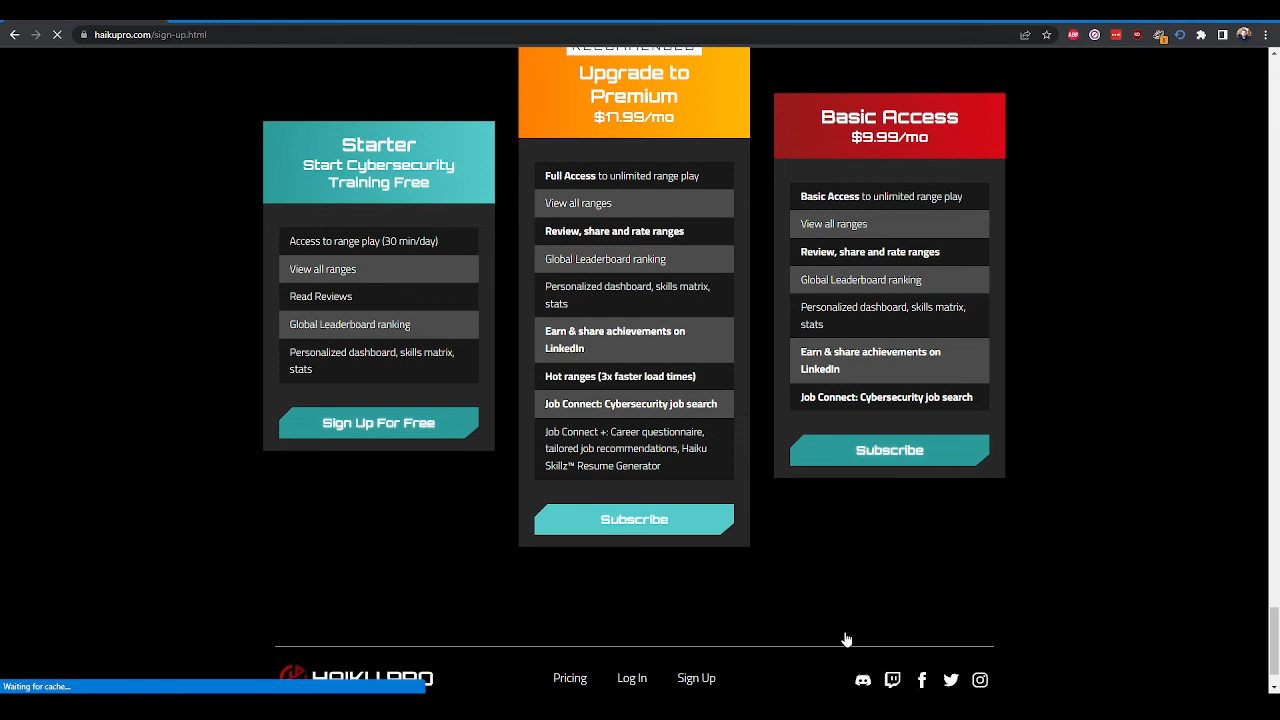 haikupro.com/sign-up.html
Starter
Start Cybersecurity
Training Free
Access to range play (30 min/day)
View all ranges
Read Reviews
Global Leaderboard ranking
Personalized dashboard, skills matrix,
stats
Sign Up For Free
RECOMMENDED
Upgrade to
Premium
$17.99/mo
Full Access to unlimited range play
View all ranges
Review, share and rate ranges
Global Leaderboard ranking
Personalized dashboard, skills matrix,
stats
Earn & share achievements on
LinkedIn
Hot ranges (3x faster load times)
Job Connect: Cybersecurity job search
Job Connect +: Career questionnaire,
tailored job recommendations, Haiku
Skillz™ Resume Generator
Subscribe
Basic Access
$9.99/mo
Basic Access to unlimited range play
View all ranges
Review, share and rate ranges
Global Leaderboard ranking
Personalized dashboard, skills matrix,
stats
Earn & share achievements on
LinkedIn
Job Connect: Cybersecurity job search
Subscribe
HAIKU PRO
Pricing
Log In
Sign Up
Waiting for cache...